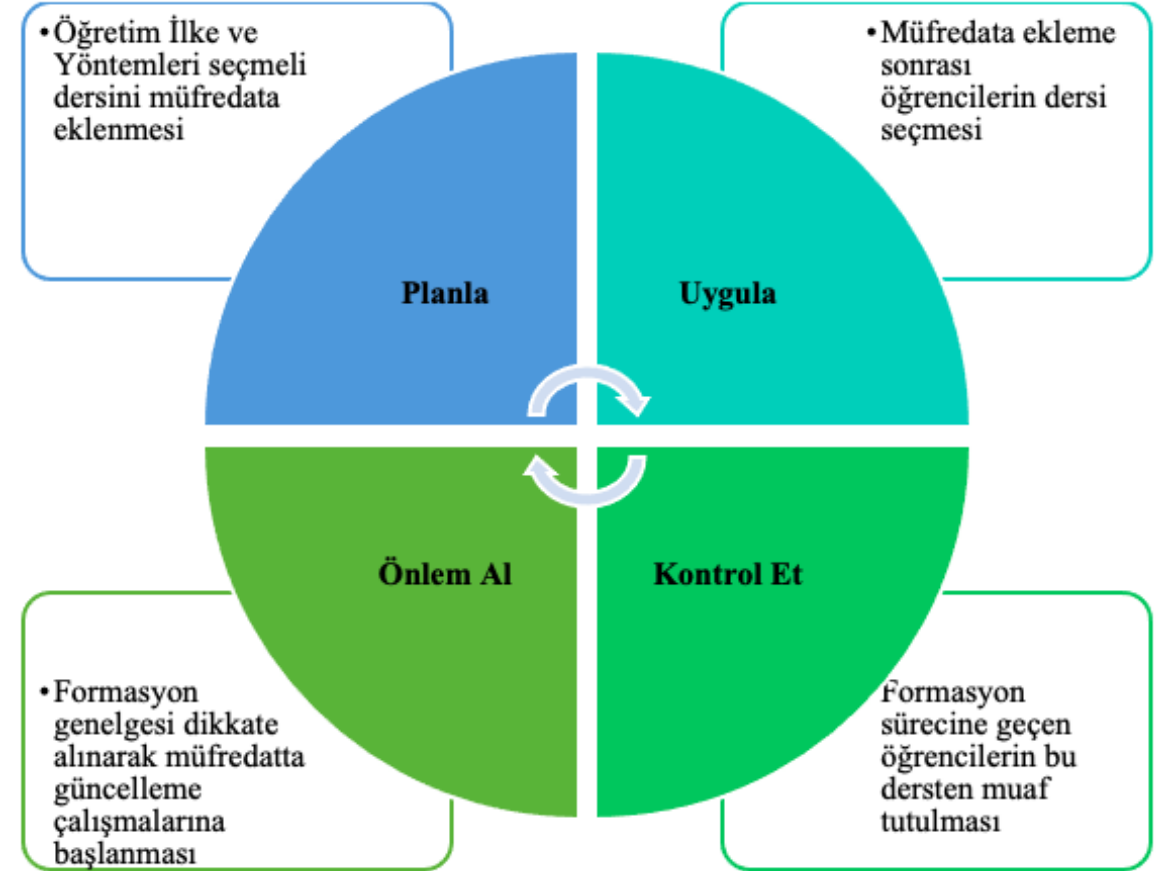 •Öğretim İlke ve
Yöntemleri seçmeli
dersini müfredata
eklenmesi
•Müfredata ekleme
sonrası
öğrencilerin dersi
seçmesi
Planla
Uygula
Önlem Al
Kontrol Et
•Formasyon
genelgesi dikkate
alınarak müfredatta
güncelleme
çalışmalarına
başlanması
Formasyon
sürecine geçen
öğrencilerin bu
dersten muaf
tutulması